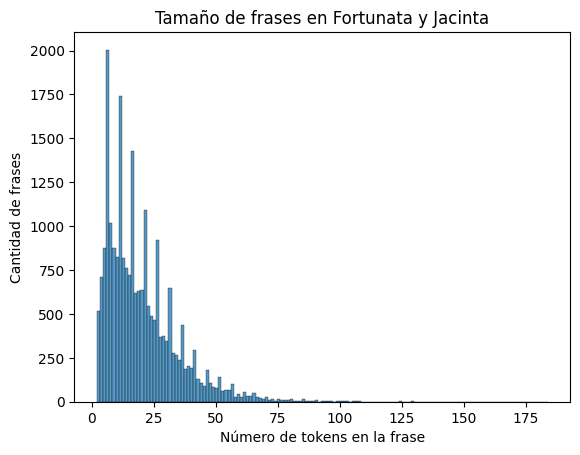 Tamaño de frases en Fortunata y Jacinta
Cantidad de frases
2000
1750
1500
1250
1000
750
500
250
0
0 25 50 75 100 125 150 175
Número de tokens en la frase